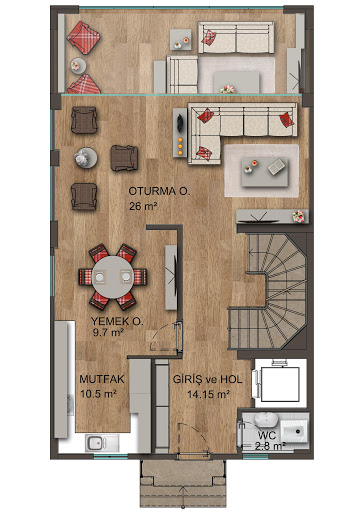 OTURMA O.
26 m²
YEMEK O.
9.7 m²
MUTFAK
10.5 m²
GİRİŞ ve HOL
14.15 m²
WC
2.8 m²